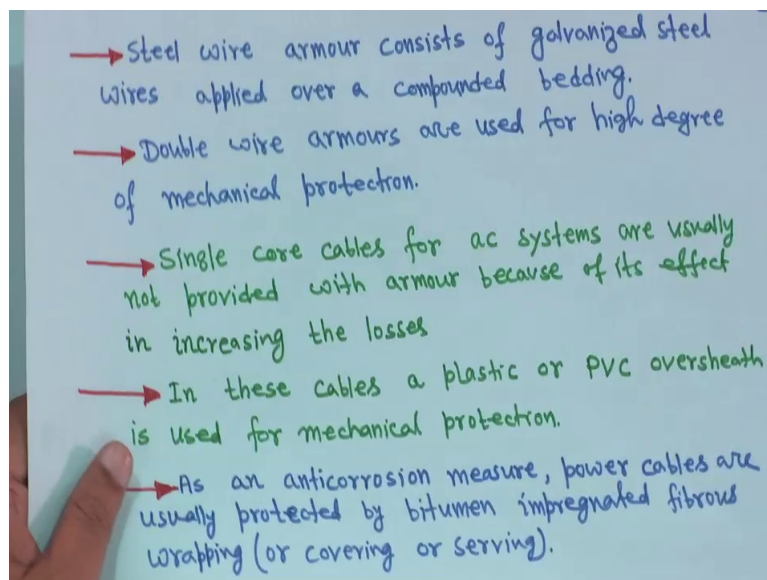 → Steel wire armour consists of galvanized steel
wires applied over a compounded bedding.
→ Double wire armours are used for high degree
of mechanical protection.
→ Single core cables for ac systems are usually
not provided with armour because of its effect
in increasing the losses
→ In these cables a plastic or PVC oversheath
is used for mechanical protection.
→ As an anticorrosion measure, power cables are
usually protected by bitumen impregnated fibrous
wrapping (or covering or serving).